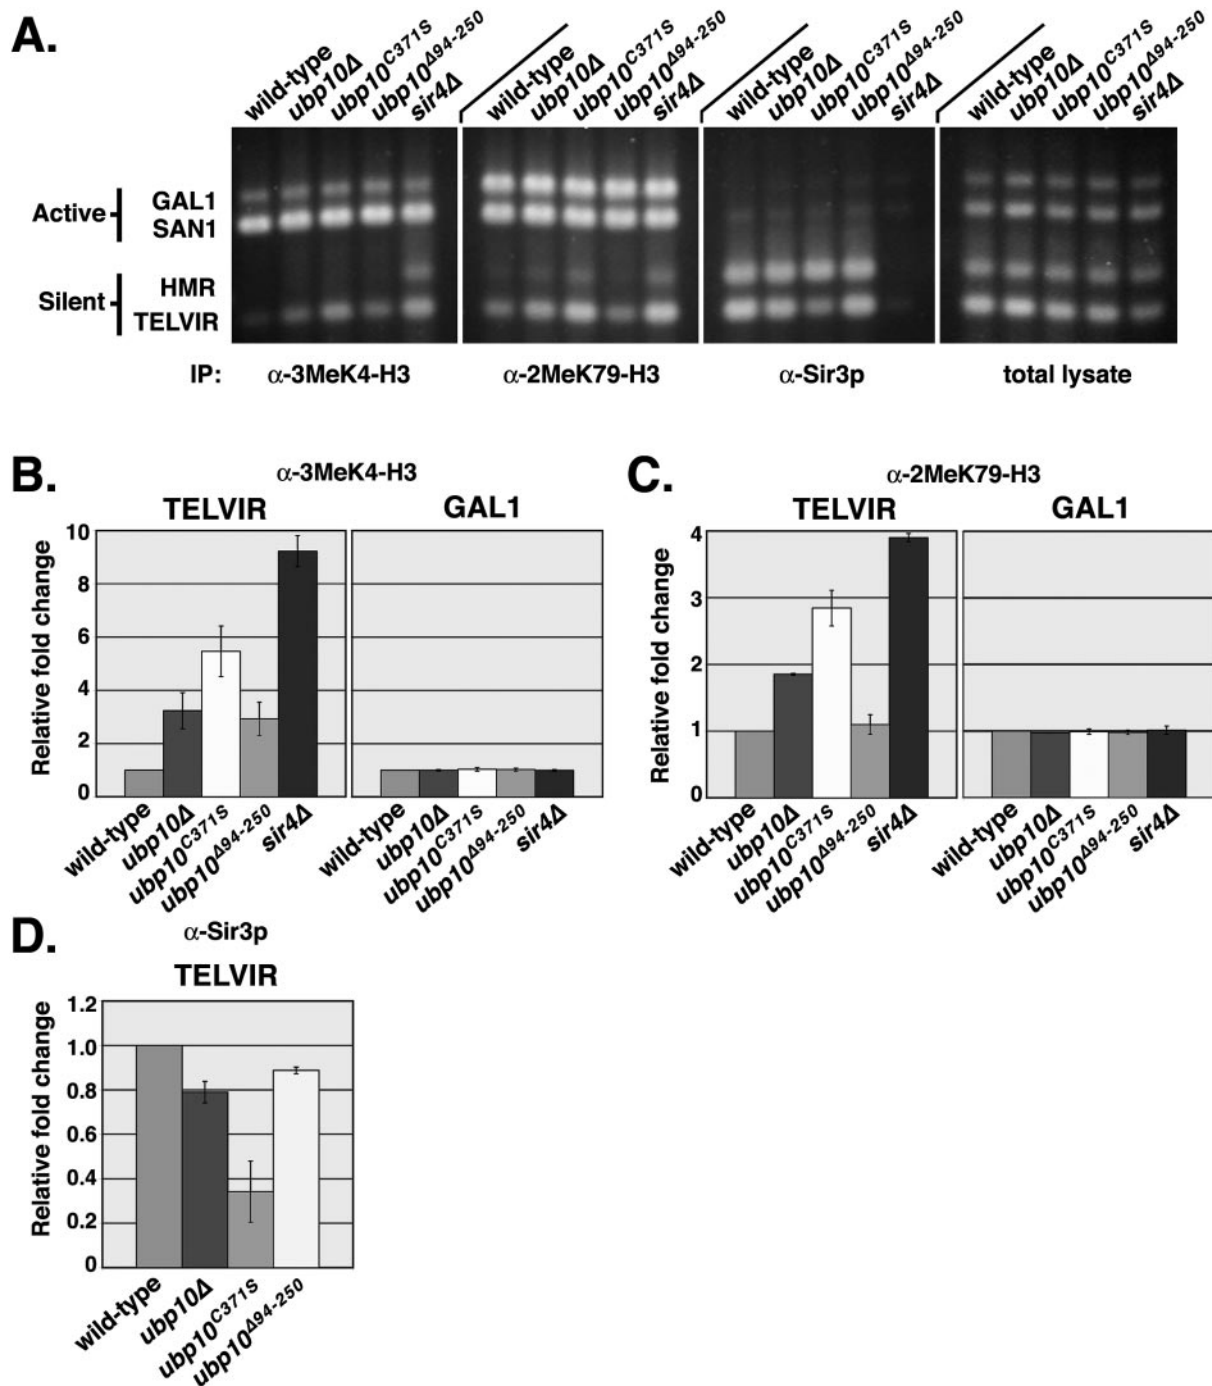 A.
wild-type ubp10Δ ubp10C371S ubp10Δ94-250 sir4Δ
wild-type ubp10Δ ubp10C371S ubp10Δ94-250 sir4Δ
wild-type ubp10Δ ubp10C371S ubp10Δ94-250 sir4Δ
wild-type ubp10Δ ubp10C371S ubp10Δ94-250 sir4Δ
Active
GAL1
SAN1
Silent
HMR
TELVIR
IP: α-3MeK4-H3 α-2MeK79-H3 α-Sir3p total lysate
B.
α-3MeK4-H3
TELVIR GAL1
Relative fold change
10
8
6
4
2
0
wild-type ubp10Δ ubp10C371S ubp10Δ94-250 sir4Δ
wild-type ubp10Δ ubp10C371S ubp10Δ94-250 sir4Δ
C.
α-2MeK79-H3
TELVIR GAL1
Relative fold change
4
3
2
1
0
wild-type ubp10Δ ubp10C371S ubp10Δ94-250 sir4Δ
wild-type ubp10Δ ubp10C371S ubp10Δ94-250 sir4Δ
D.
α-Sir3p
TELVIR
Relative fold change
1.2
1.0
0.8
0.6
0.4
0.2
0
wild-type ubp10Δ ubp10C371S ubp10Δ94-250